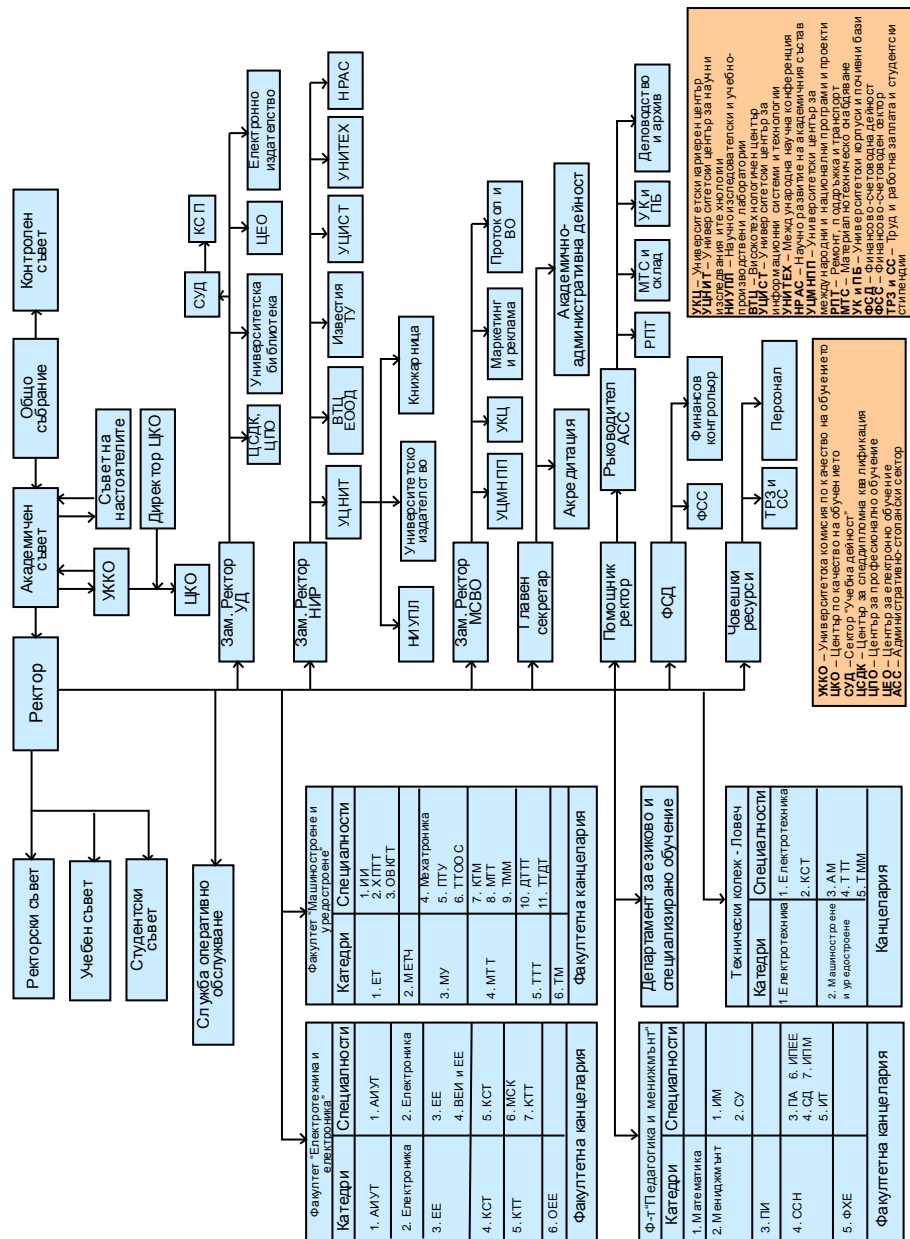 Контролен
съвет
Общо
събрание
Академичен
съвет
Ректор
Съвет на
настоятелите
Директор ЦКО
УККО
ЦКО
Ректорски съвет
Учебен съвет
Студентски
съвет
Служба оперативно
обслужване
Зам. Ректор
УД
КСП
СУД
ЦСДК,
ЦПО
Университетска
библиотека
ЦЕО
Електронно
издателство
Зам. Ректор
НИР
УЦНИТ
ВТЦ
ЕООД
Известия
ТУ
УЦИСТ
УНИТЕХ
НРАС
НИУПЛ
Университетско
издателство
Книжарница
Зам. Ректор
МСВО
УЦМНПП
УКЦ
Маркетинг
и реклама
Протокол и
ВО
Главен
секретар
Акредитация
Академично-
административна дейност
Помощник
ректор
Ръководител
АСС
РПТ
МТС и
склад
УК и
ПБ
Деловодство
и архив
ФСД
ФСС
Финансов
контрольор
Човешки
ресурси
ТРЗ и
СС
Персонал
Факултет "Електротехника и
електроника"
Катедри Специалности
1. АИУТ 1. АИУТ
2. Електроника 2. Електроника
3. ЕЕ 3. ЕЕ
4. ВЕИ и ЕЕ
4. КСТ 5. КСТ
5. КТТ 6. МСК
7. КТТ
6. ОЕЕ
Факултетна канцелария
Факултет "Машиностроене и
уредостроене"
Катедри Специалности
1. ЕТ 1. ИИ
2. ХПТТ
3. ОВКГТ
2. МЕТЧ
3. МУ 4. Мехатроника
5. ПТУ
6. ТТООС
4. МТТ 7. КТМ
8. МТТ
9. ТММ
5. ТТТ 10. ДТТТ
11. ТТДТ
6. ТМ
Факултетна канцелария
Ф-т "Педагогика и мениджмънт"
Катедри Специалности
1. Математика
2. Мениджмънт 1. ИМ
2. СУ
3. ПИ
4. ССН 3. ПА 6. ИПЕЕ
4. СД 7. ИПМ
5. ИТ
5. ФХЕ
Факултетна канцелария
Департамент за езиково и
специализирано обучение
Технически колеж - Ловеч
Катедри Специалности
1.Електротехника 1. Електротехника
2. КСТ
2. Машиностроене
и уредостроене 3. АМ
4. ТТТ
5. ТММ
Канцелария
УККО – Университетска комисия по качество на обучението
ЦКО – Център по качество на обучението
СУД – Сектор "Учебна дейност"
ЦСДК – Център за следдипломна квалификация
ЦПО – Център за професионално обучение
ЦЕО – Център за електронно обучение
АСС – Административно-стопански сектор
УКЦ – Университетски кариерен център
УЦНИТ – Университетски център за научни
изследвания и технологии
НИУПЛ – Научно изследователски и учебно-
производствени лаборатории
ВТЦ – Високотехнологичен център
УЦИСТ – Университетски център за
информационни системи и технологии
УНИТЕХ – Международна научна конференция
НРАС – Научно развитие на академичния състав
УЦМНПП – Университетски център за
международни и национални програми и проекти
РПТ – Ремонт, поддръжка и транспорт
МТС – Материалнотехническо снабдяване
УК и ПБ – Университетски корпуси и почивни бази
ФСД – Финансово-счетоводна дейност
ФСС – Финансово-счетоводен сектор
ТРЗ и СС – Труд и работна заплата и студентски
стипендии